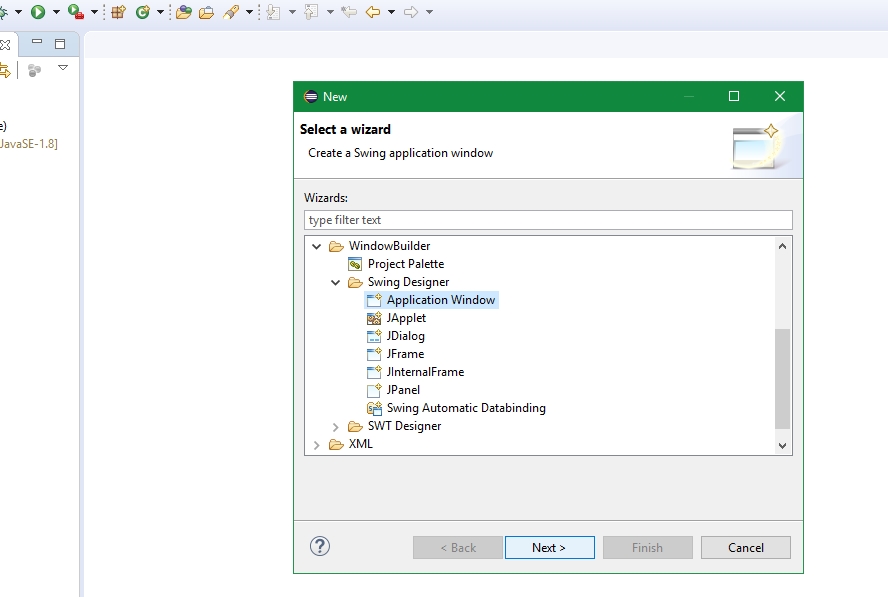 New
Select a wizard
Create a Swing application window
e)
JavaSE-1.8]
Wizards:
type filter text
WindowBuilder
Project Palette
Swing Designer
Application Window
JApplet
JDialog
JFrame
JInternalFrame
JPanel
Swing Automatic Databinding
SWT Designer
XML
?
< Back
Next >
Finish
Cancel